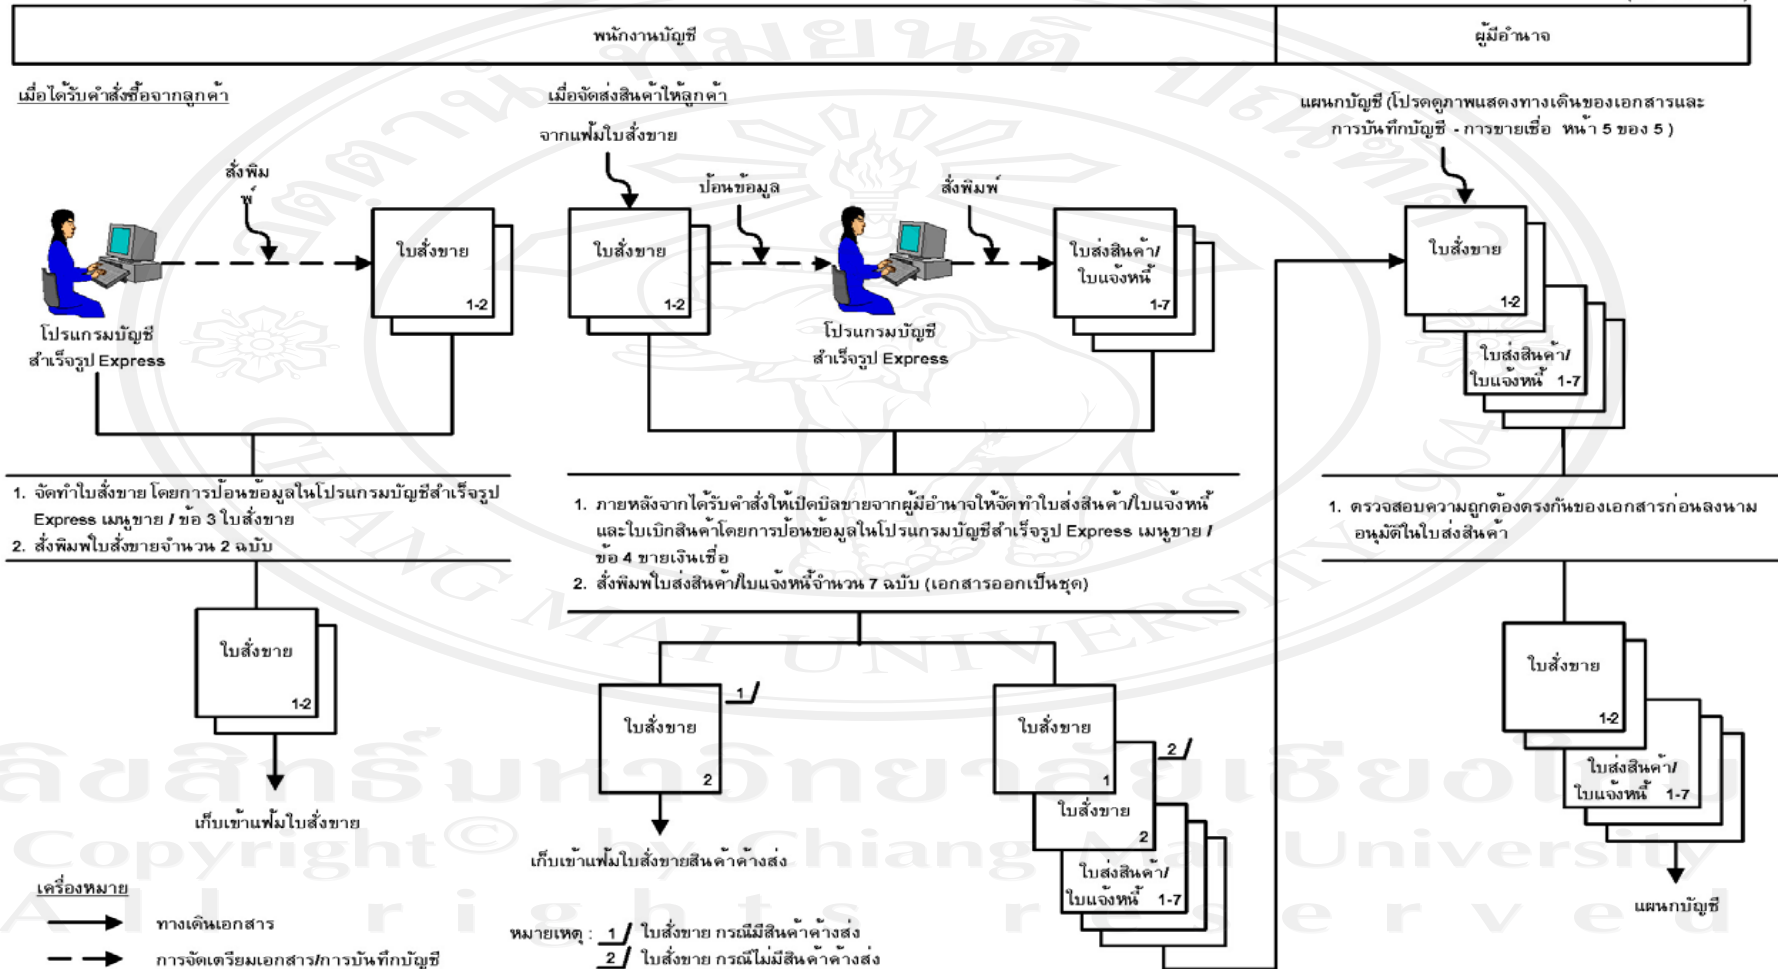 พนักงานบัญชี
ผู้มีอำนาจ
เมื่อได้รับคำสั่งซื้อจากลูกค้า
สั่งพิม
พ์
ใบสั่งขาย
1-2
โปรแกรมบัญชี
สำเร็จรูป Express
1. จัดทำใบสั่งขายโดยการป้อนข้อมูลในโปรแกรมบัญชีสำเร็จรูป
Express เมนูขาย / ข้อ 3 ใบสั่งขาย
2. สั่งพิมพ์ใบสั่งขายจำนวน 2 ฉบับ
ใบสั่งขาย
1-2
เก็บเข้าแฟ้มใบสั่งขาย
เมื่อจัดส่งสินค้าให้ลูกค้า
จากแฟ้มใบสั่งขาย
ป้อนข้อมูล
สั่งพิมพ์
ใบสั่งขาย
1-2
ใบส่งสินค้า/
ใบแจ้งหนี้
1-7
โปรแกรมบัญชี
สำเร็จรูป Express
1. ภายหลังจากได้รับคำสั่งให้เปิดบิลขายจากผู้มีอำนาจให้จัดทำใบส่งสินค้า/ใบแจ้งหนี้
และใบเบิกสินค้าโดยการป้อนข้อมูลในโปรแกรมบัญชีสำเร็จรูป Express เมนูขาย /
ข้อ 4 ขายเงินเชื่อ
2. สั่งพิมพ์ใบส่งสินค้า/ใบแจ้งหนี้จำนวน 7 ฉบับ (เอกสารออกเป็นชุด)
1/
ใบสั่งขาย
2
เก็บเข้าแฟ้มใบสั่งขายสินค้าค้างส่ง
ใบสั่งขาย
1
2/
ใบสั่งขาย
2
ใบส่งสินค้า/
ใบแจ้งหนี้ 1-7
แผนกบัญชี (โปรดดูภาพแสดงทางเดินของเอกสารและ
การบันทึกบัญชี - การขายเชื่อ หน้า 5 ของ 5 )
ใบสั่งขาย
1-2
ใบส่งสินค้า/
ใบแจ้งหนี้ 1-7
1. ตรวจสอบความถูกต้องตรงกันของเอกสารก่อนลงนาม
อนุมัติในใบส่งสินค้า
ใบสั่งขาย
1-2
ใบส่งสินค้า/
ใบแจ้งหนี้ 1-7
แผนกบัญชี
เครื่องหมาย
ทางเดินเอกสาร
การจัดเตรียมเอกสาร/การบันทึกบัญชี
หมายเหตุ : 1/ ใบสั่งขาย กรณีมีสินค้าค้างส่ง
2/ ใบสั่งขาย กรณีไม่มีสินค้าค้างส่ง
CHIANG MAI UNIVERSITY 1964
ลิขสิทธิ์มหาวิทยาลัยเชียงใหม่
Copyright© by Chiang Mai University
All rights reserved